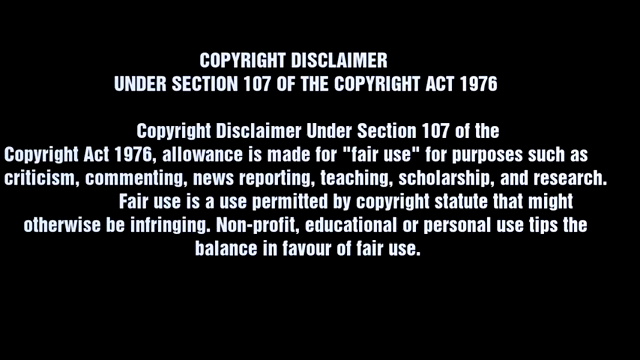 COPYRIGHT DISCLAIMER
UNDER SECTION 107 OF THE COPYRIGHT ACT 1976
Copyright Disclaimer Under Section 107 of the
Copyright Act 1976, allowance is made for "fair use" for purposes such as
criticism, commenting, news reporting, teaching, scholarship, and research.
Fair use is a use permitted by copyright statute that might
otherwise be infringing. Non-profit, educational or personal use tips the
balance in favour of fair use.